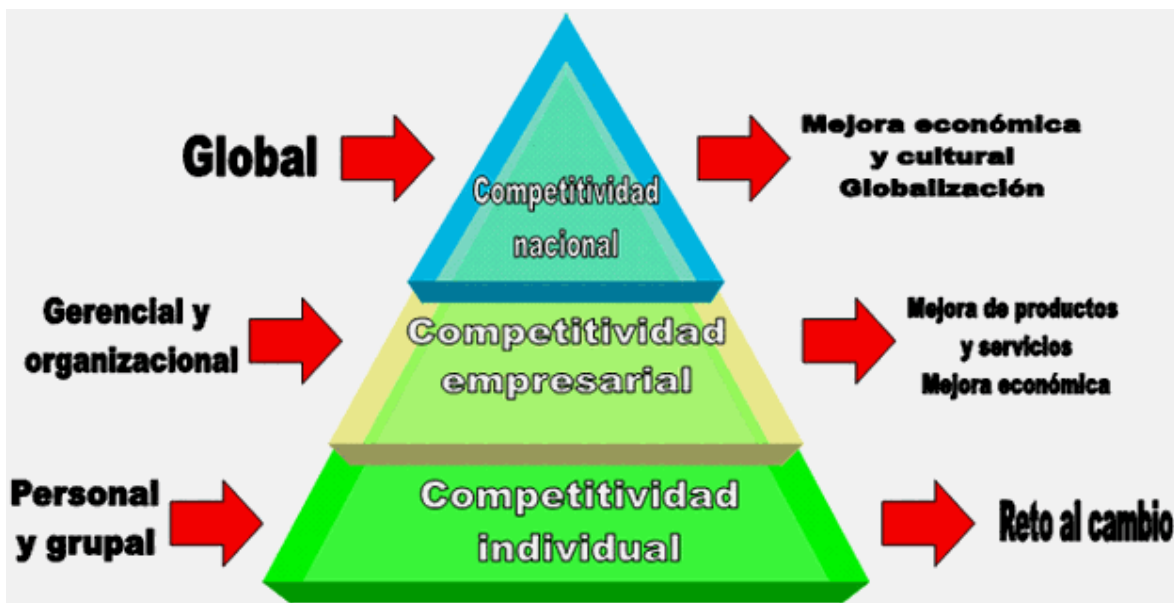 Global
Competitividad
nacional
Mejora económica
y cultural
Globalización
Gerencial y
organizacional
Competitividad
empresarial
Mejora de productos
y servicios
Mejora económica
Personal
y grupal
Competitividad
individual
Reto al cambio